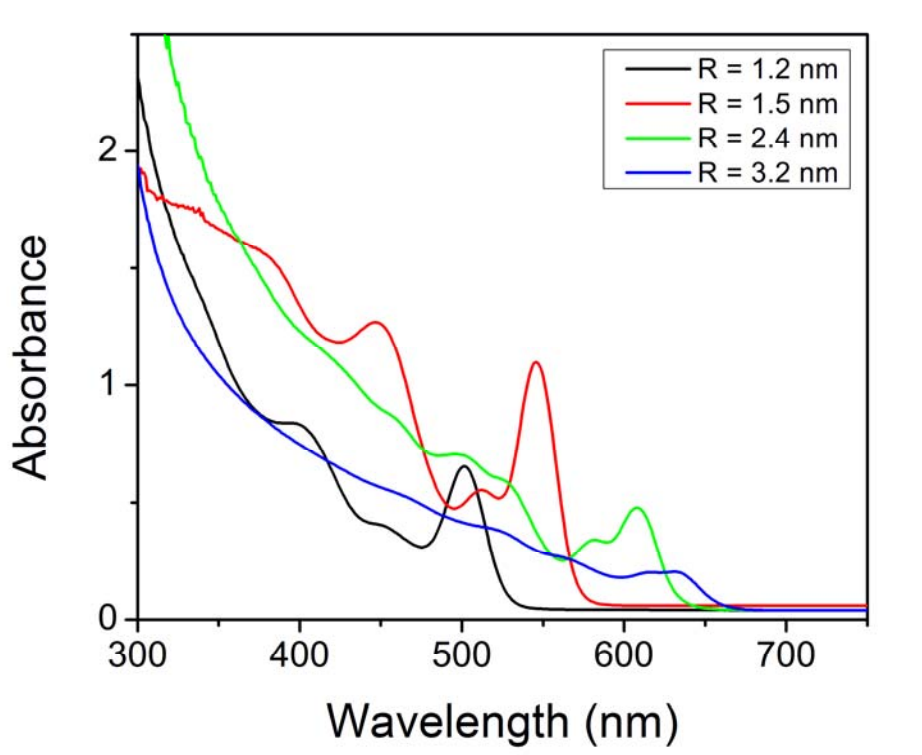 R = 1.2 nm
R = 1.5 nm
R = 2.4 nm
R = 3.2 nm
2
1
0
Absorbance
300 400 500 600 700
Wavelength (nm)